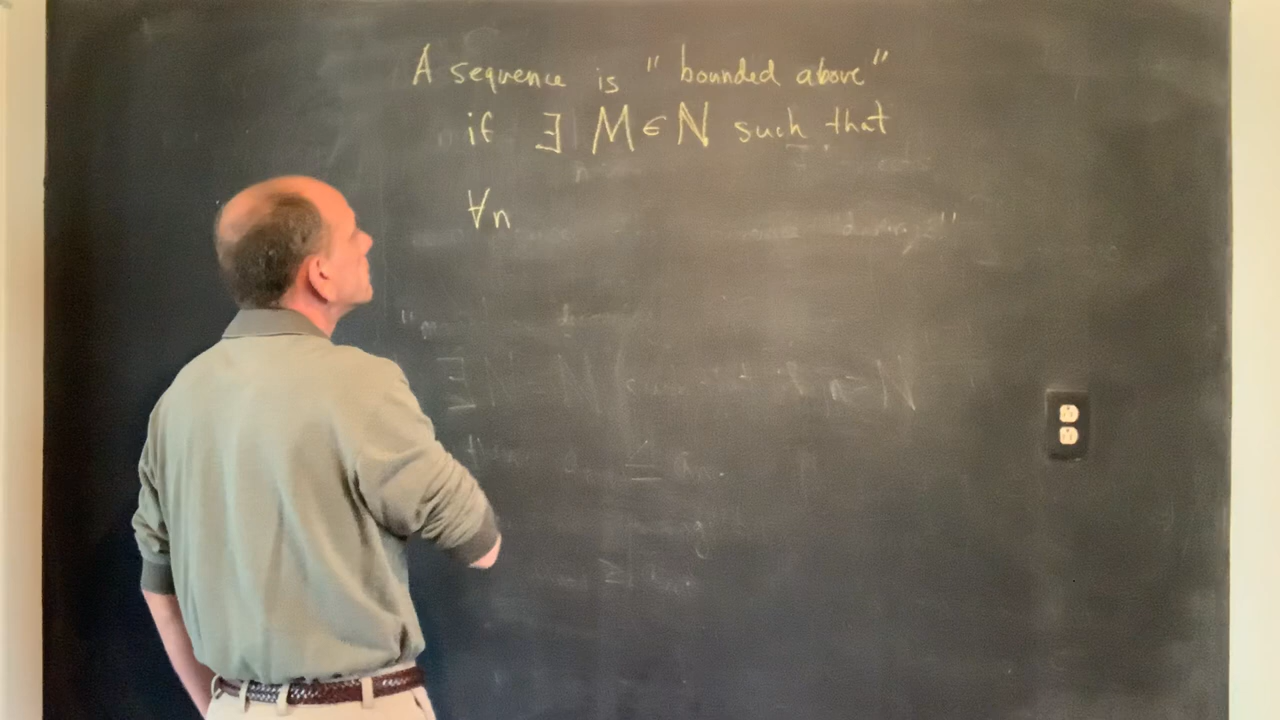 A sequence is "bounded above"
if ∃ M ∈ ℕ such that
∀n